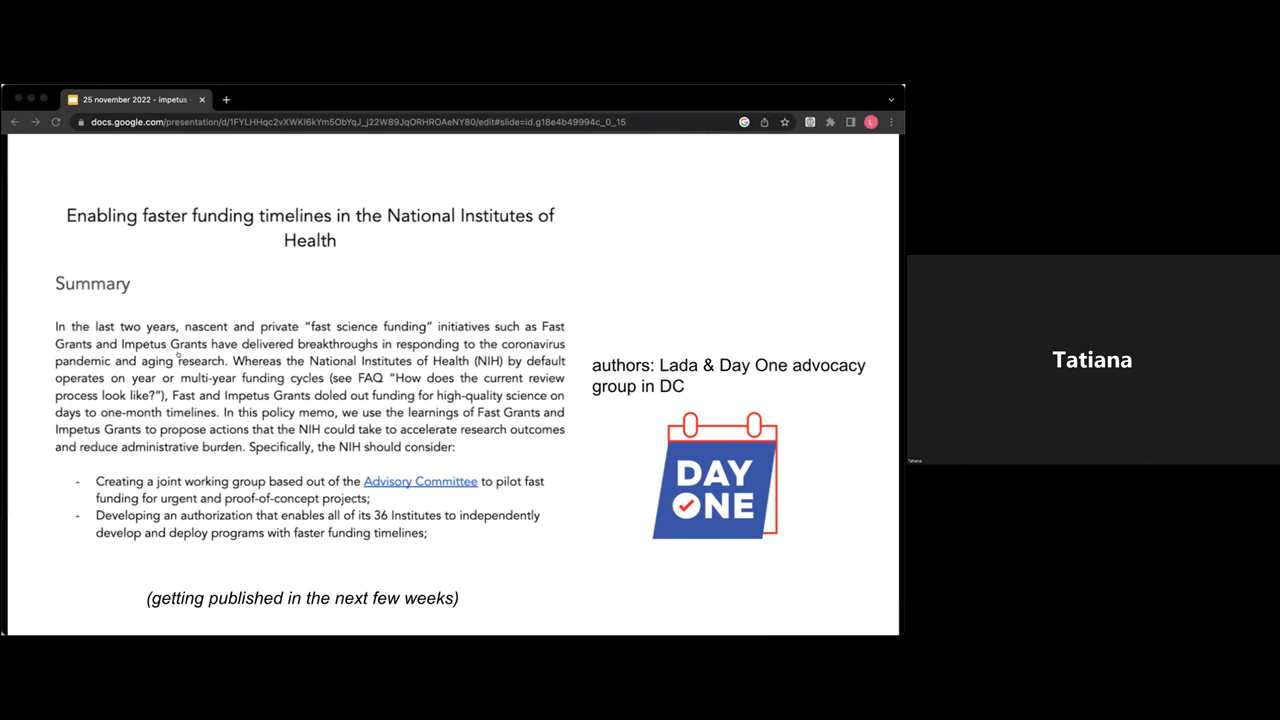 25 november 2022 - impetus
docs.google.com/presentation/d/1FYLHHqc2vXWKl6kYm5ObYqJ_j22W89JqORHROAeNY80/edit#slide=id.g18e4b49994c_0_15
L
Enabling faster funding timelines in the National Institutes of
Health
Summary
In the last two years, nascent and private “fast science funding” initiatives such as Fast
Grants and Impetus Grants have delivered breakthroughs in responding to the coronavirus
pandemic and aging research. Whereas the National Institutes of Health (NIH) by default
operates on year or multi-year funding cycles (see FAQ “How does the current review
process look like?”), Fast and Impetus Grants doled out funding for high-quality science on
days to one-month timelines. In this policy memo, we use the learnings of Fast Grants and
Impetus Grants to propose actions that the NIH could take to accelerate research outcomes
and reduce administrative burden. Specifically, the NIH should consider:
- Creating a joint working group based out of the Advisory Committee to pilot fast
funding for urgent and proof-of-concept projects;
- Developing an authorization that enables all of its 36 Institutes to independently
develop and deploy programs with faster funding timelines;
(getting published in the next few weeks)
authors: Lada & Day One advocacy
group in DC
DAY
ONE
Tatiana
Tatiana